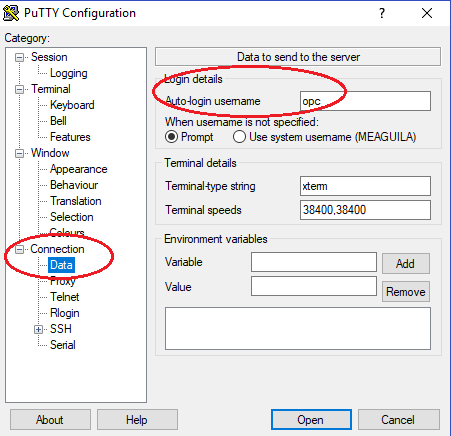 PuTTY Configuration
Category:
Session
Logging
Terminal
Keyboard
Bell
Features
Window
Appearance
Behaviour
Translation
Selection
Colours
Connection
Data
Proxy
Telnet
Rlogin
SSH
Serial
Data to send to the server
Login details
Auto-login username opc
When username is not specified:
Prompt Use system username (MEAGUILA)
Terminal details
Terminal-type string xterm
Terminal speeds 38400,38400
Environment variables
Variable Add
Value Remove
About Help Open Cancel